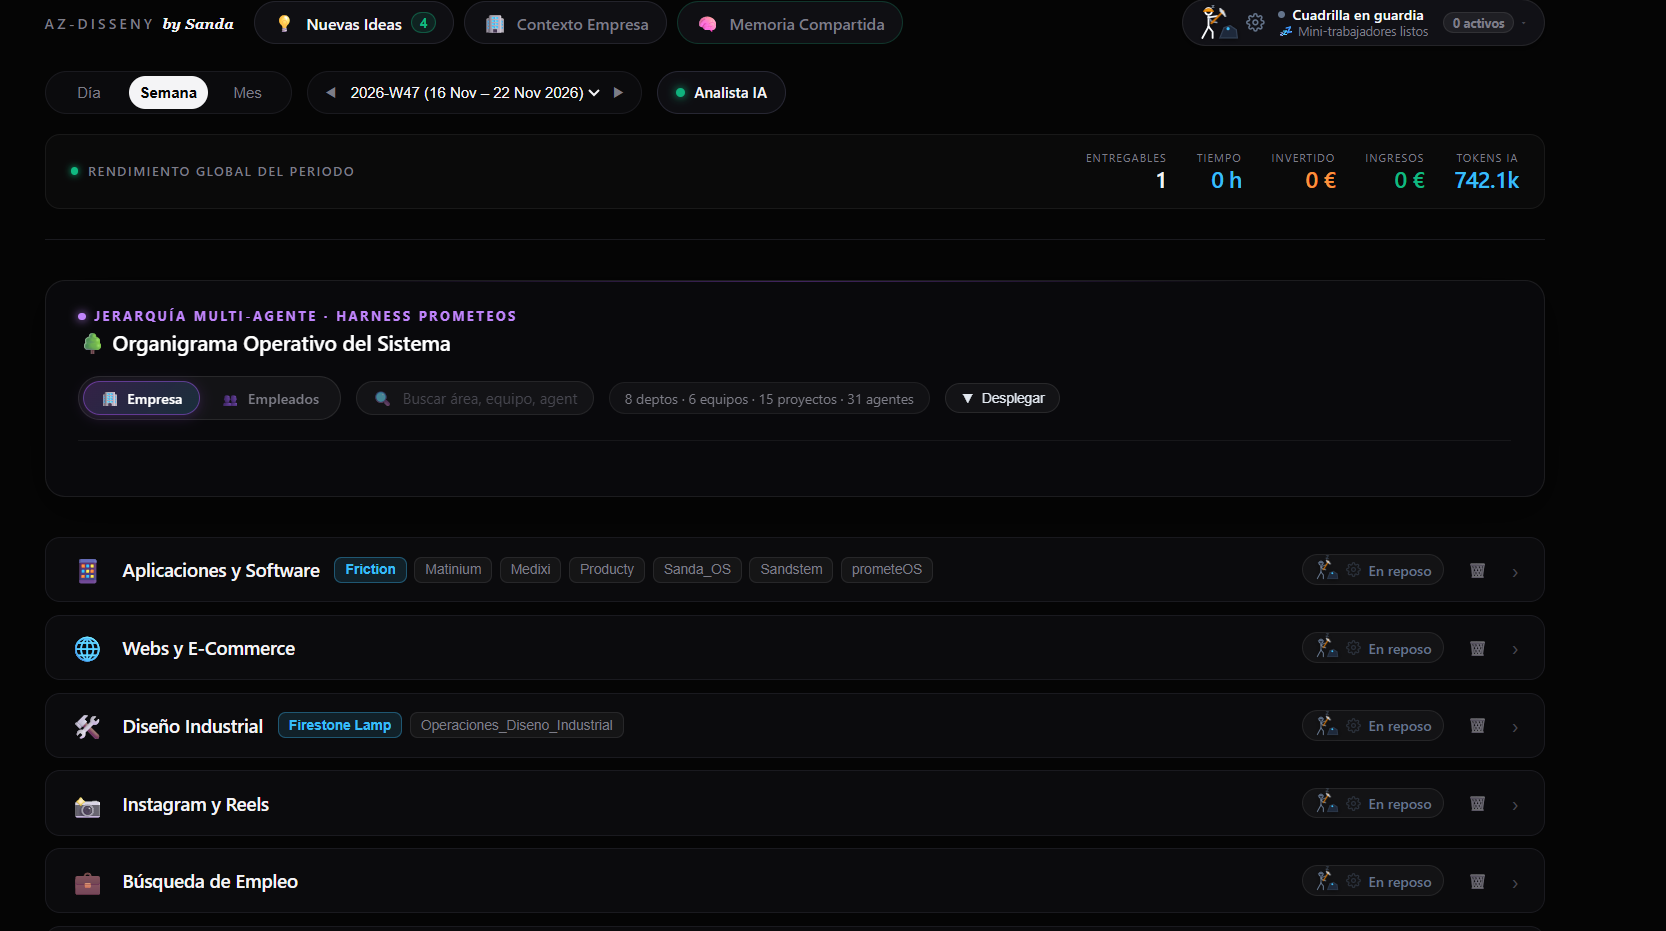 AZ-DISSENY by Sanda
Nuevas Ideas 4
Contexto Empresa
Memoria Compartida
Cuadrilla en guardia
Mini-trabajadores listos
0 activos
Día
Semana
Mes
2026-W47 (16 Nov – 22 Nov 2026)
Analista IA
RENDIMIENTO GLOBAL DEL PERIODO
ENTREGABLES
1
TIEMPO
0 h
INVERTIDO
0 €
INGRESOS
0 €
TOKENS IA
742.1k
JERARQUÍA MULTI-AGENTE · HARNESS PROMETEOS
Organigrama Operativo del Sistema
Empresa
Empleados
Buscar área, equipo, agent
8 deptos · 6 equipos · 15 proyectos · 31 agentes
▼ Desplegar
Aplicaciones y Software
Friction
Matinium
Medixi
Producty
Sanda_OS
Sandstem
prometeOS
En reposo
Webs y E-Commerce
En reposo
Diseño Industrial
Firestone Lamp
Operaciones_Diseno_Industrial
En reposo
Instagram y Reels
En reposo
Búsqueda de Empleo
En reposo